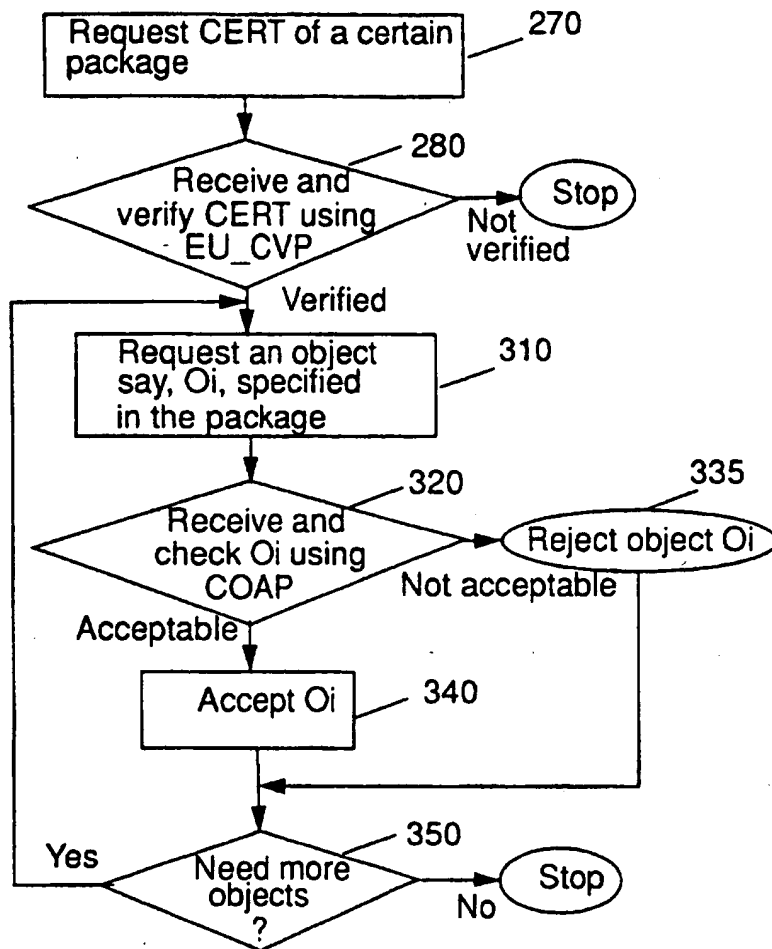 Request CERT of a certain
package
270
280
Receive and
verify CERT using
EU_CVP
Stop
Not
verified
Verified
Request an object
say, Oi, specified
in the package
310
320
335
Receive and
check Oi using
COAP
Reject object Oi
Not acceptable
Acceptable
Accept Oi
340
350
Yes
Need more
objects
?
Stop
No